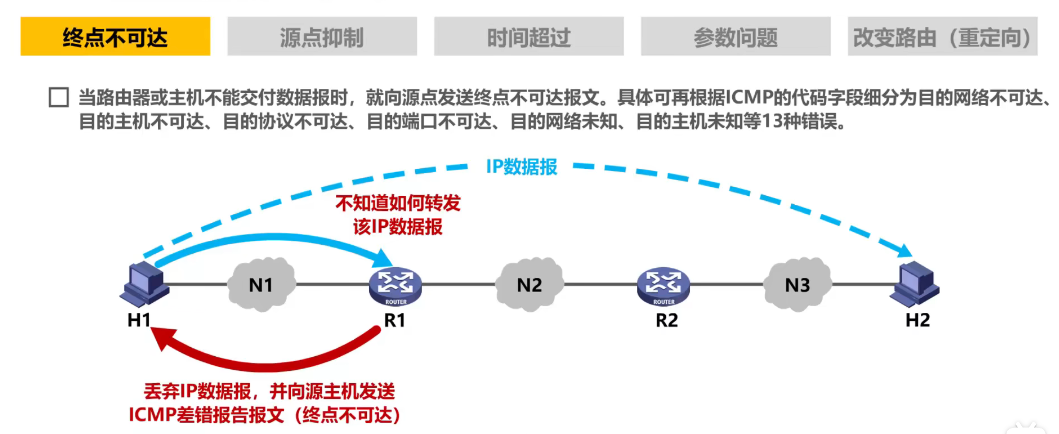 终点不可达
源点抑制
时间超过
参数问题
改变路由（重定向）
当路由器或主机不能交付数据报时，就向源点发送终点不可达报文。具体可再根据ICMP的代码字段细分为目的网络不可达、
目的主机不可达、目的协议不可达、目的端口不可达、目的网络未知、目的主机未知等13种错误。
IP数据报
不知道如何转发
该IP数据报
N1
N2
N3
ROUTER
ROUTER
H1
R1
R2
H2
丢弃IP数据报，并向源主机发送
ICMP差错报告报文（终点不可达）